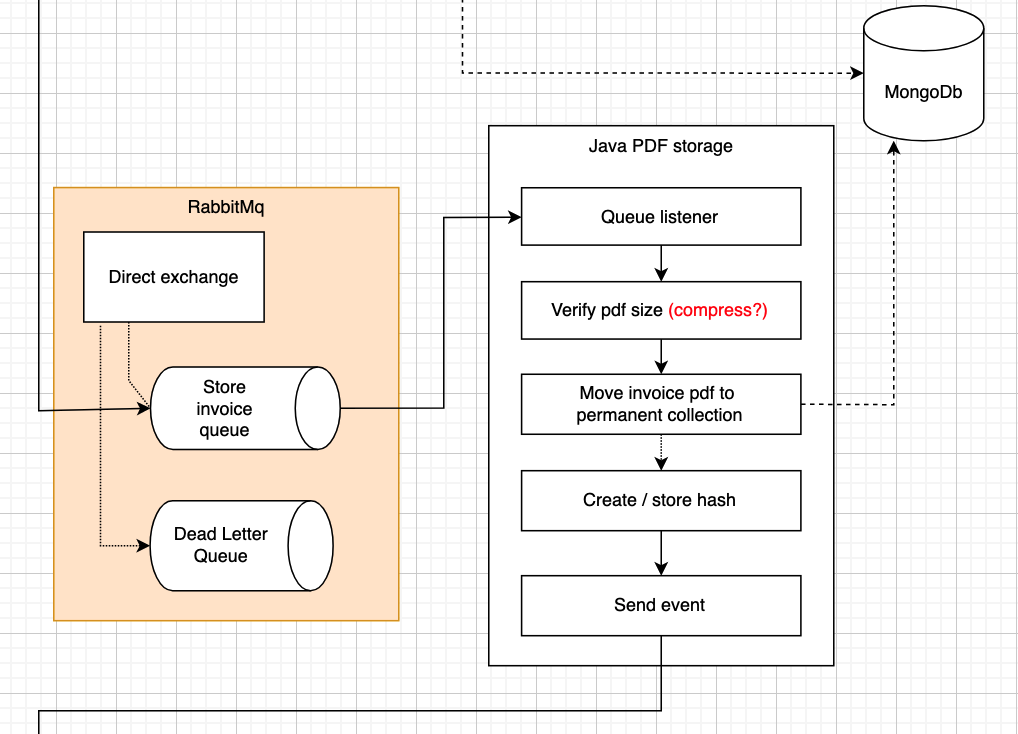 MongoDb
Java PDF storage
RabbitMq
Queue listener
Direct exchange
Verify pdf size (compress?)
Store
invoice
queue
Move invoice pdf to
permanent collection
Create / store hash
Dead Letter
Queue
Send event